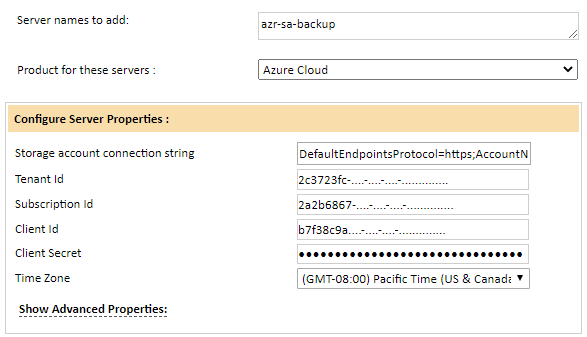 Server names to add:
azr-sa-backup
Product for these servers :
Azure Cloud
Configure Server Properties :
Storage account connection string
DefaultEndpointsProtocol=https;AccountN
Tenant Id
2c3723fc-....-....-....-..............
Subscription Id
2a2b6867-....-....-....-..............
Client Id
b7f38c9a....-....-....-..............
Client Secret
●●●●●●●●●●●●●●●●●●●●●●●●●●●●●●●
Time Zone
(GMT-08:00) Pacific Time (US & Canada
Show Advanced Properties: